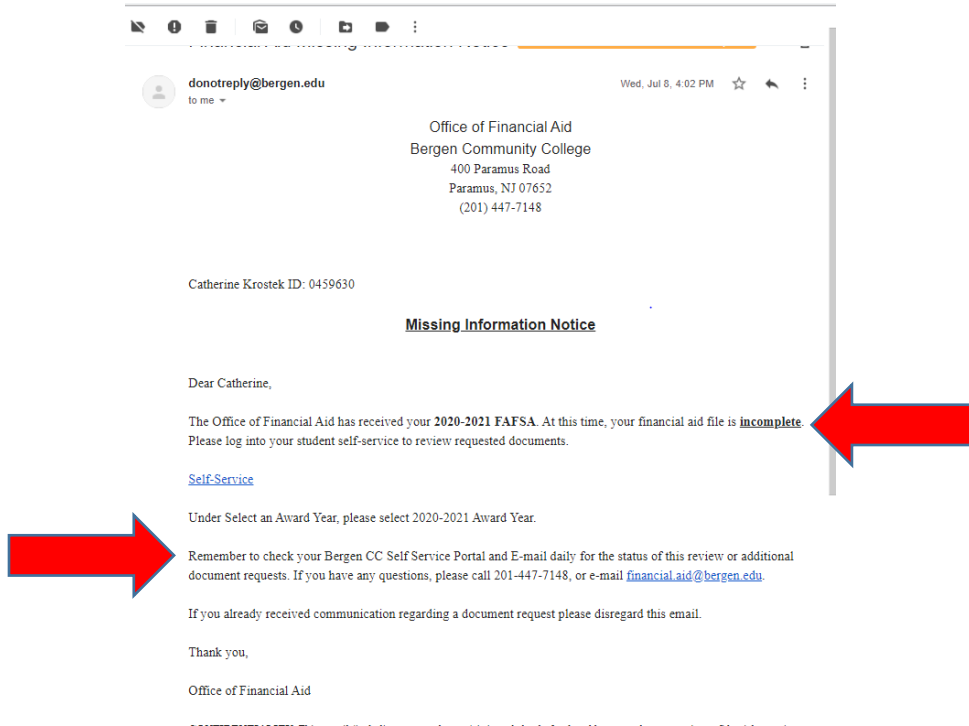 Financial Aid Missing Information Notice
donotreply@bergen.edu
Wed, Jul 8, 4:02 PM
to me
Office of Financial Aid
Bergen Community College
400 Paramus Road
Paramus, NJ 07652
(201) 447-7148
Catherine Krostek ID: 0459630
Missing Information Notice
Dear Catherine,
The Office of Financial Aid has received your 2020-2021 FAFSA. At this time, your financial aid file is incomplete.
Please log into your student self-service to review requested documents.
Self-Service
Under Select an Award Year, please select 2020-2021 Award Year.
Remember to check your Bergen CC Self Service Portal and E-mail daily for the status of this review or additional
document requests. If you have any questions, please call 201-447-7148, or e-mail financial.aid@bergen.edu.
If you already received communication regarding a document request please disregard this email.
Thank you,
Office of Financial Aid